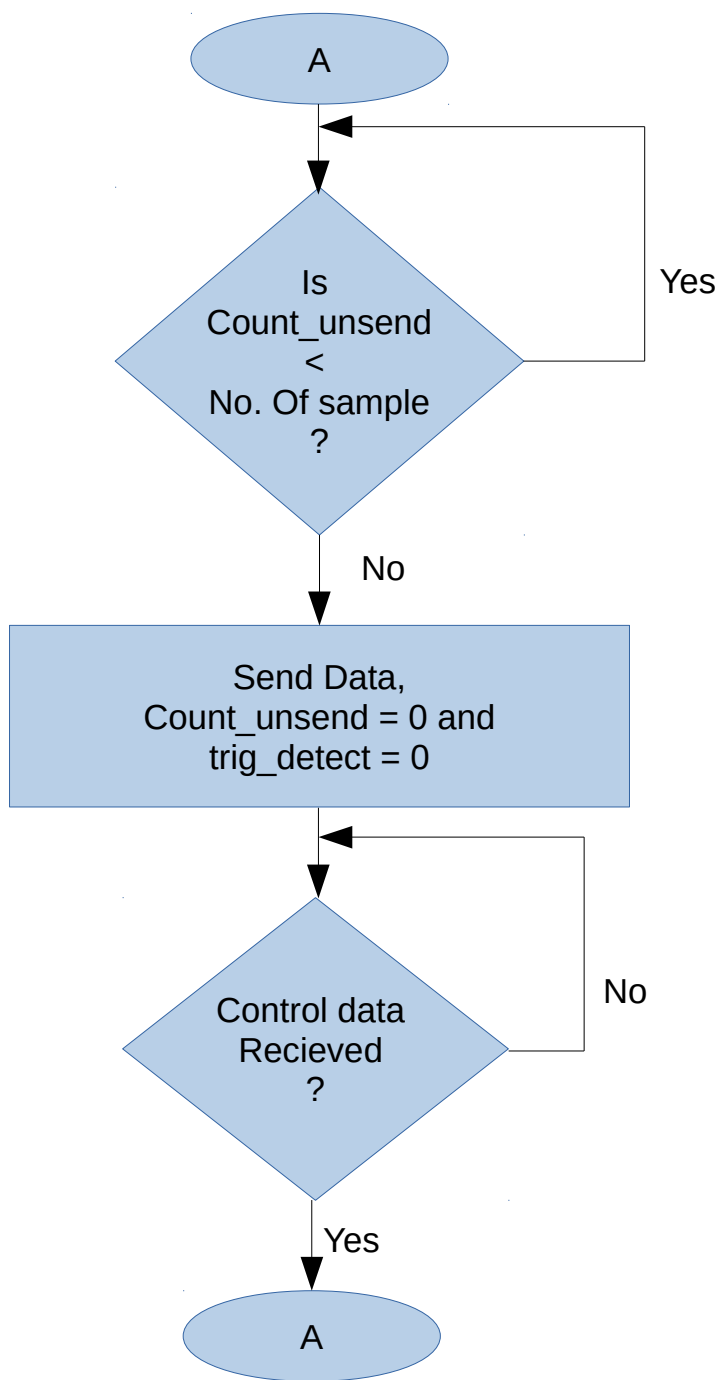 A
Is
Count_unsend
<
No. Of sample
?
Yes
No
Send Data,
Count_unsend = 0 and
trig_detect = 0
Control data
Recieved
?
No
Yes
A